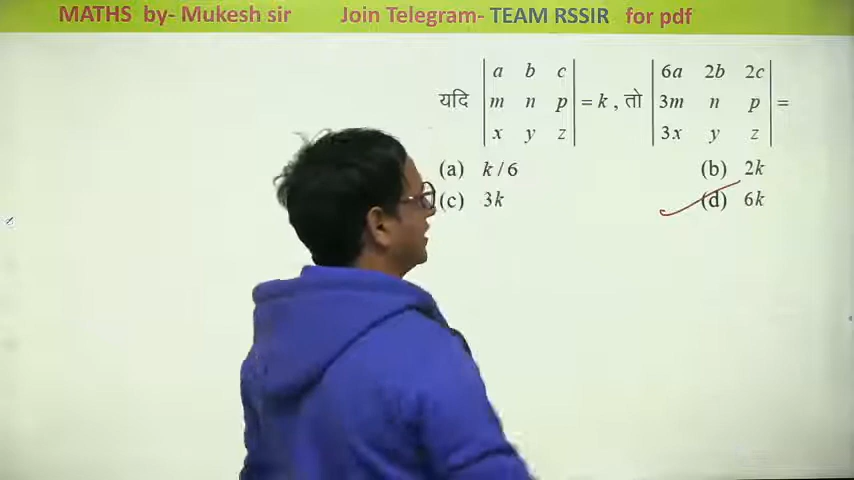 MATHS by- Mukesh sir Join Telegram- TEAM RSSIR for pdf
यदि | a b c | | m n p | | x y z | = k , तो | 6a 2b 2c | | 3m n p | | 3x y z | =
(a) k / 6 (b) 2k
(c) 3k (d) 6k